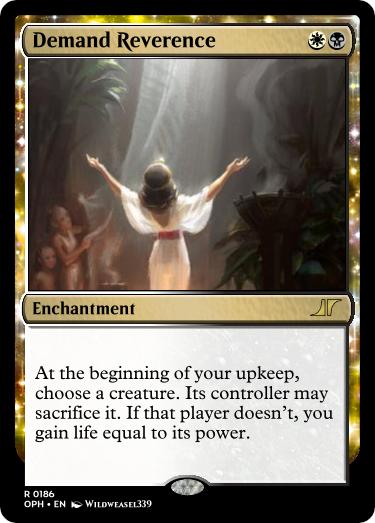 Demand Reverence
Enchantment
At the beginning of your upkeep,
choose a creature. Its controller may
sacrifice it. If that player doesn't, you
gain life equal to its power.
R 0186
OPH • EN Wildweasel339